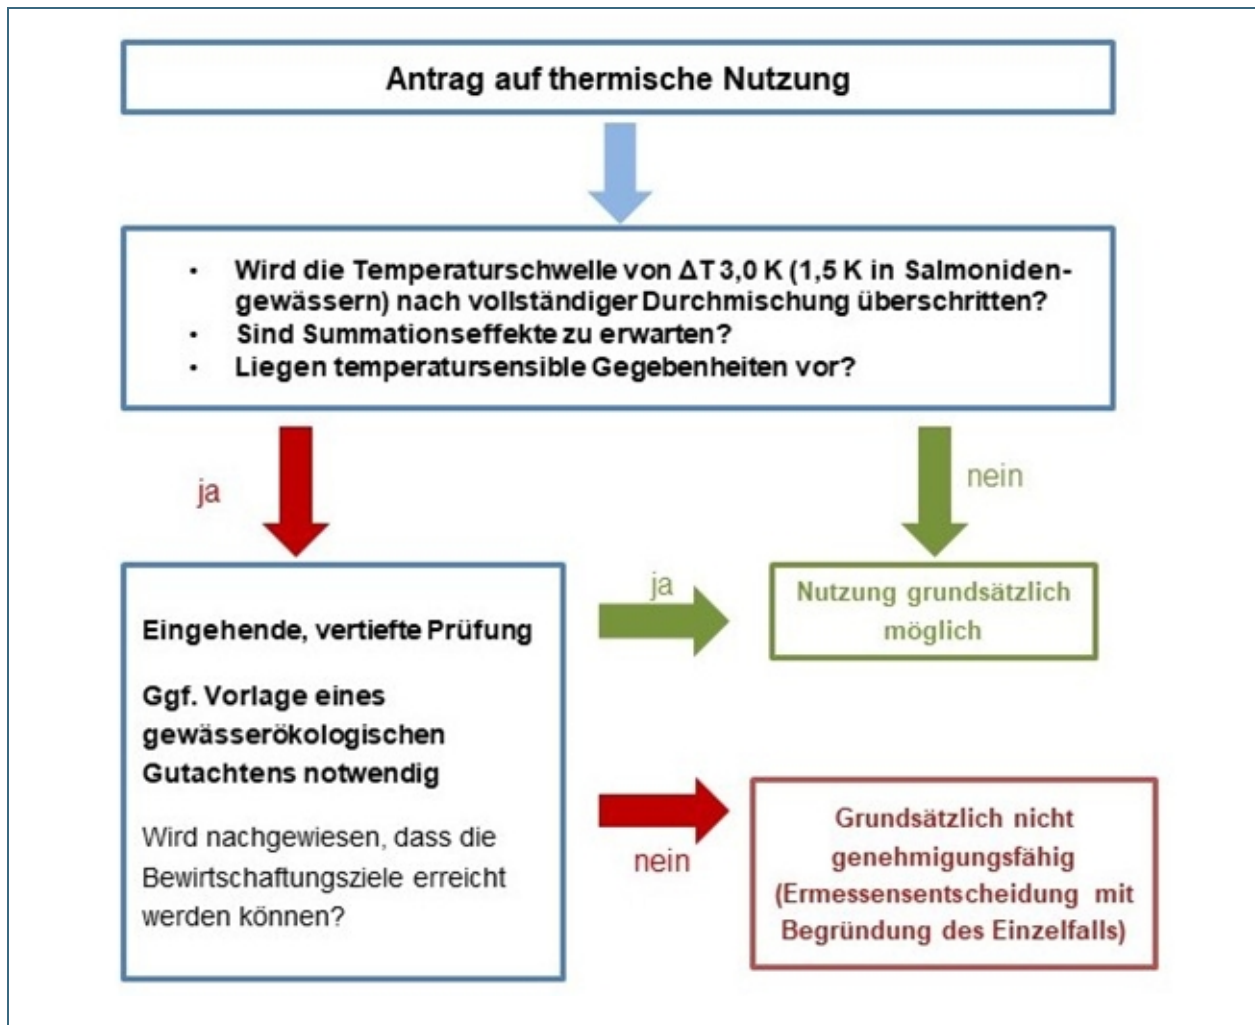 Antrag auf thermische Nutzung
• Wird die Temperaturschwelle von ΔT 3,0 K (1,5 K in Salmoniden-
gewässern) nach vollständiger Durchmischung überschritten?
• Sind Summationseffekte zu erwarten?
• Liegen temperatursensible Gegebenheiten vor?
ja
nein
Eingehende, vertiefte Prüfung
Ggf. Vorlage eines
gewässerökologischen
Gutachtens notwendig
Wird nachgewiesen, dass die
Bewirtschaftungsziele erreicht
werden können?
ja
Nutzung grundsätzlich
möglich
nein
Grundsätzlich nicht
genehmigungsfähig
(Ermessensentscheidung mit
Begründung des Einzelfalls)